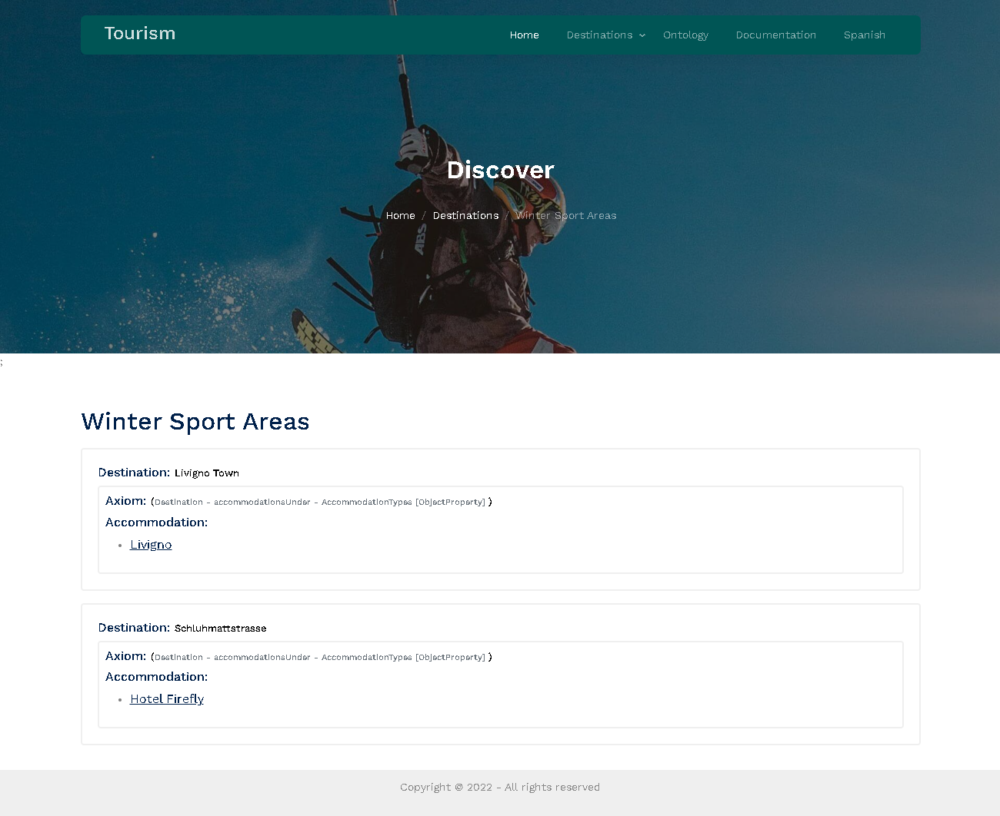 Tourism
Home Destinations Ontology Documentation Spanish
Discover
Home / Destinations / Winter Sport Areas
ABS
;
Winter Sport Areas
Destination: Livigno Town
Axiom: (Destination - accommodationsUnder - AccommodationTypes [ObjectProperty] )
Accommodation:
• Livigno
Destination: Schluhmattstrasse
Axiom: (Destination - accommodationsUnder - AccommodationTypes [ObjectProperty] )
Accommodation:
• Hotel Firefly
Copyright © 2022 - All rights reserved